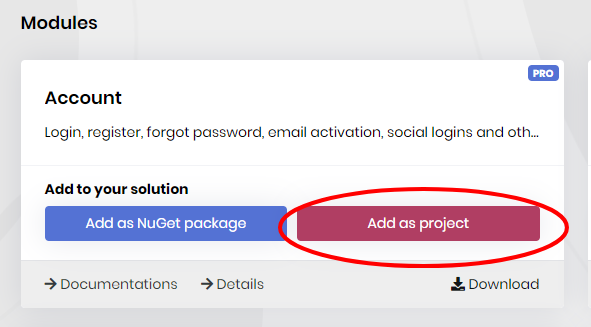 Modules
PRO
Account
Login, register, forgot password, email activation, social logins and oth...
Add to your solution
Add as NuGet package
Add as project
Documentations
Details
Download